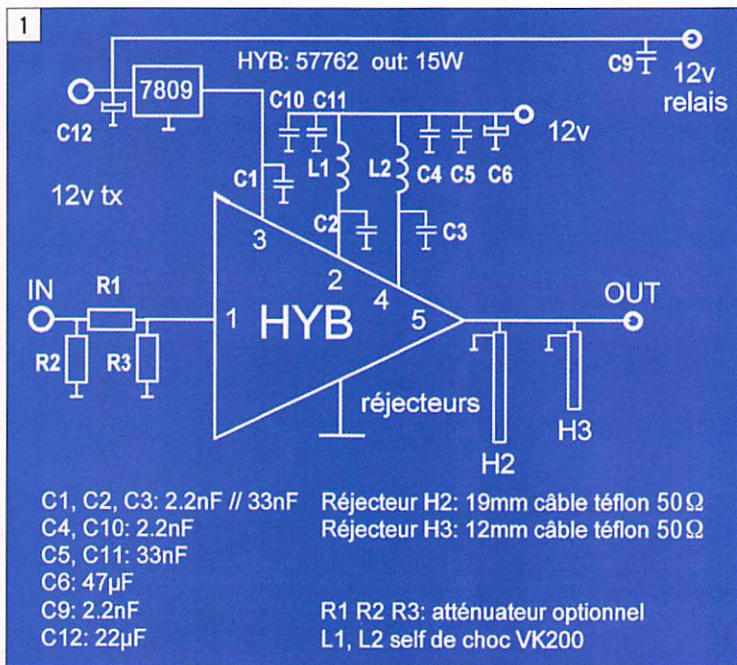 1
HYB: 57762 out: 15W
C9
12v
relais
7809
C12
C10 C11
12v
C1
L1
L2
C4 C5 C6
12v tx
C2
C3
3
2
4
IN
R1
1
HYB
5
OUT
R2
R3
réjecteurs
H2
H3
C1, C2, C3: 2.2nF // 33nF
C4, C10: 2.2nF
C5, C11: 33nF
C6: 47µF
C9: 2.2nF
C12: 22µF
Réjecteur H2: 19mm câble téflon 50Ω
Réjecteur H3: 12mm câble téflon 50Ω
R1 R2 R3: atténuateur optionnel
L1, L2 self de choc VK200